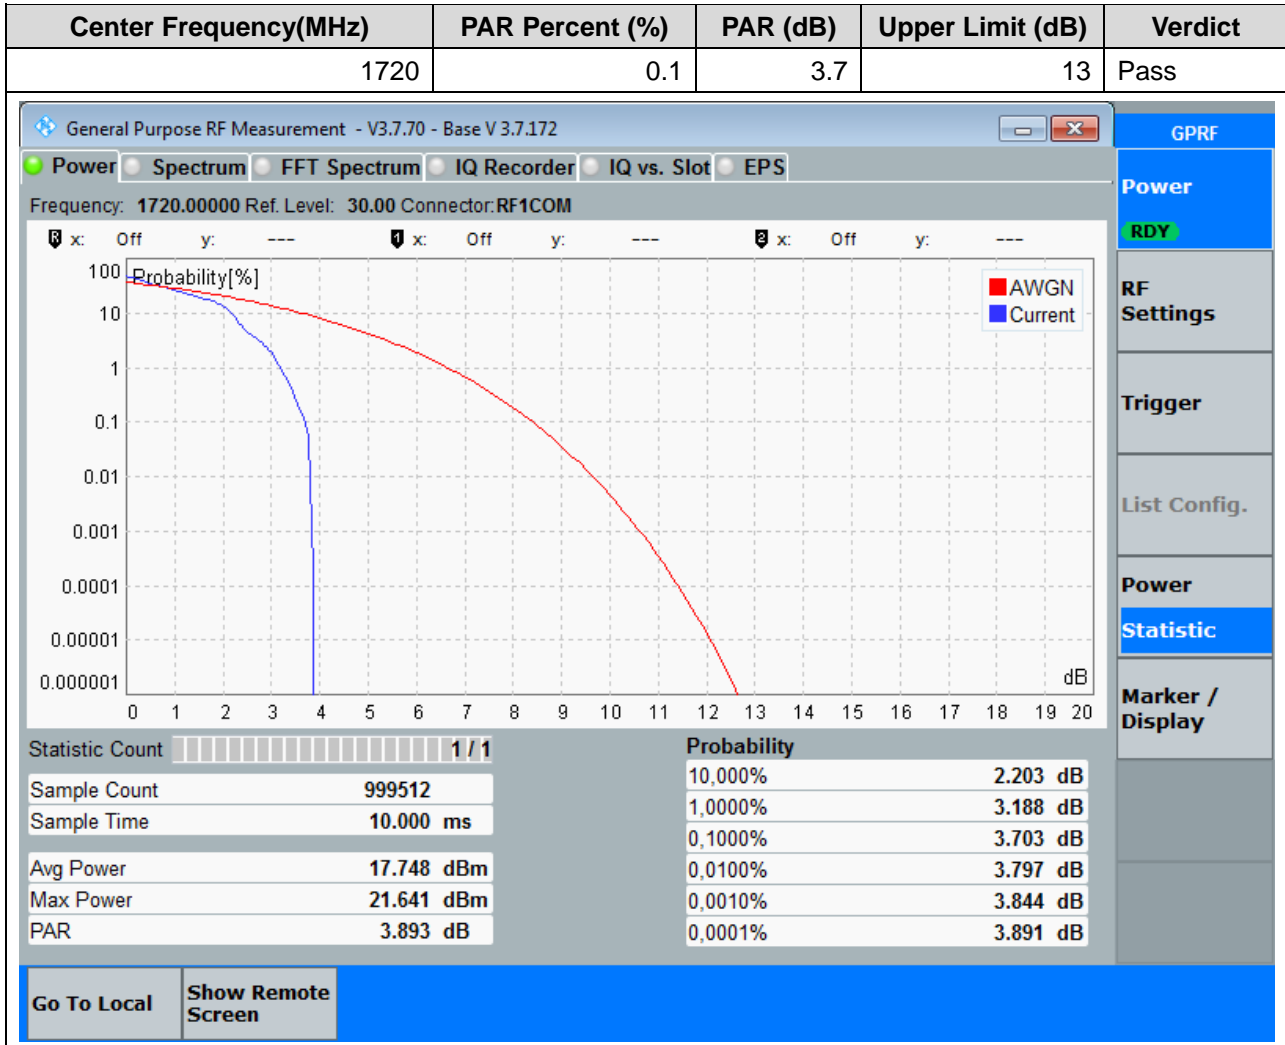 Center Frequency(MHz) PAR Percent (%) PAR (dB) Upper Limit (dB) Verdict
1720 0.1 3.7 13 Pass
General Purpose RF Measurement - V3.7.70 - Base V 3.7.172
GPRF
Power Spectrum FFT Spectrum IQ Recorder IQ vs. Slot EPS
Power
RDY
Frequency: 1720.00000 Ref. Level: 30.00 Connector:RF1COM
R x: Off y: --- 1 x: Off y: --- 2 x: Off y: ---
Probability[%]
AWGN
Current
100
10
1
0.1
0.01
0.001
0.0001
0.00001
0.000001
dB
0 1 2 3 4 5 6 7 8 9 10 11 12 13 14 15 16 17 18 19 20
RF
Settings
Trigger
List Config.
Power
Statistic
Marker /
Display
Statistic Count 1 / 1
Sample Count 999512
Sample Time 10.000 ms
Avg Power 17.748 dBm
Max Power 21.641 dBm
PAR 3.893 dB
Probability
10,000% 2.203 dB
1,0000% 3.188 dB
0,1000% 3.703 dB
0,0100% 3.797 dB
0,0010% 3.844 dB
0,0001% 3.891 dB
Go To Local
Show Remote
Screen